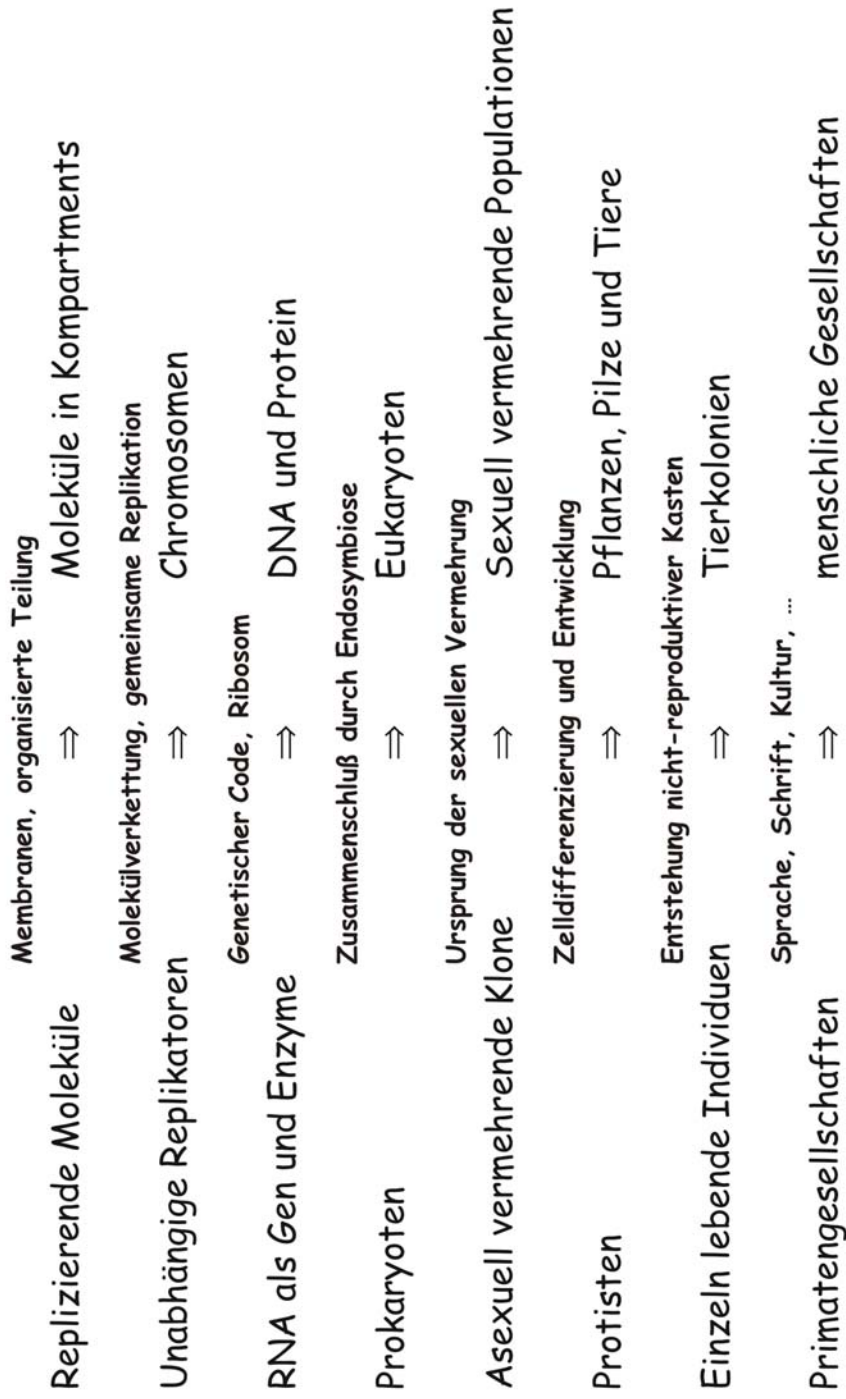 Membranen, organisierte Teilung
Replizierende Moleküle ⇒ Moleküle in Kompartments
Molekülverkettung, gemeinsame Replikation
Unabhängige Replikatoren ⇒ Chromosomen
Genetischer Code, Ribosom
RNA als Gen und Enzyme ⇒ DNA und Protein
Zusammenschluß durch Endosymbiose
Prokaryoten ⇒ Eukaryoten
Ursprung der sexuellen Vermehrung
Asexuell vermehrende Klone ⇒ Sexuell vermehrende Populationen
Zelldifferenzierung und Entwicklung
Protisten ⇒ Pflanzen, Pilze und Tiere
Entstehung nicht-reproduktiver Kasten
Einzeln lebende Individuen ⇒ Tierkolonien
Sprache, Schrift, Kultur, …
Primatengesellschaften ⇒ menschliche Gesellschaften